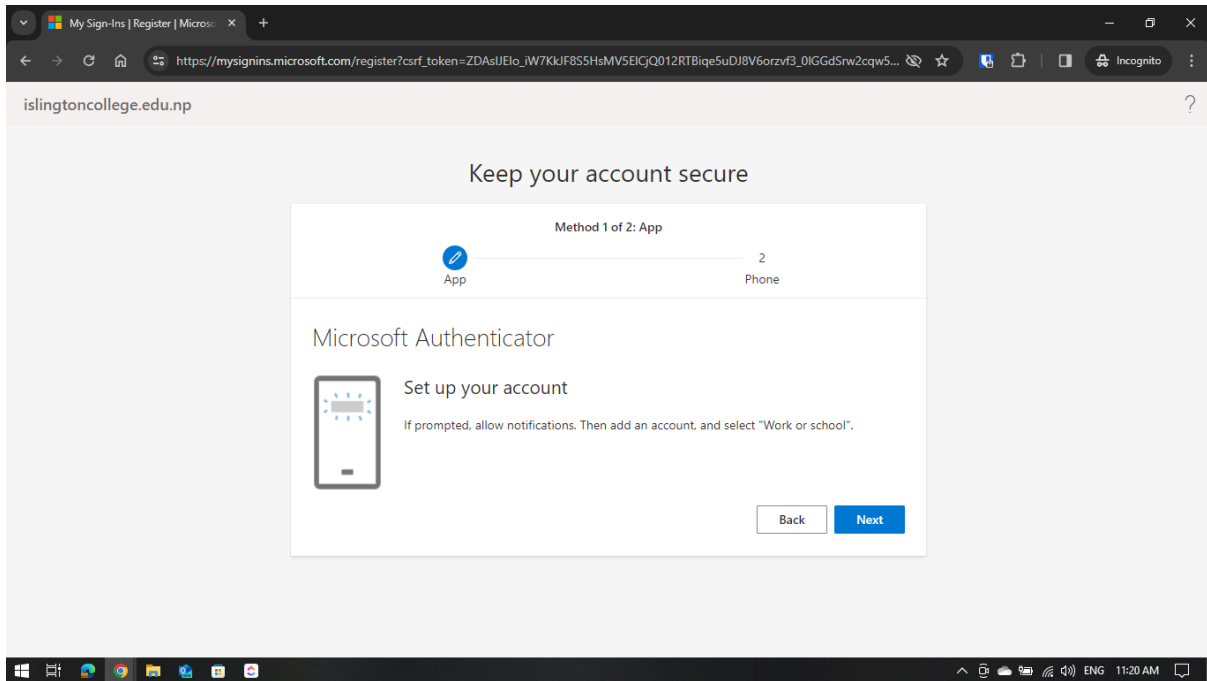 My Sign-Ins | Register | Microso
https://mysignins.microsoft.com/register?csrf_token=
Incognito
islingtoncollege.edu.np
?
Keep your account secure
Method 1 of 2: App
2
App
Phone
Microsoft Authenticator
Set up your account
If prompted, allow notifications. Then add an account, and select "Work or school".
Back
Next
ENG
11:20 AM